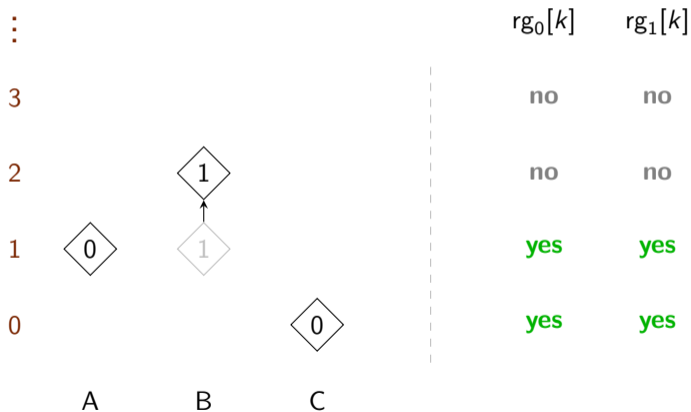 ⋮ rg₀[k] rg₁[k]
3 no no
2 1 no no
1 0 1 yes yes
0 0 yes yes
A B C